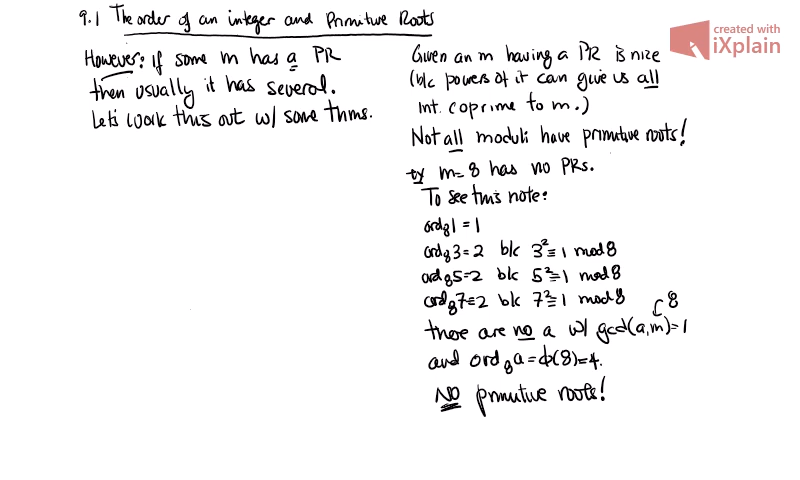 9.1 The order of an integer and Primitive Roots
However: if some m has a PR
then usually it has several.
Let's work this out w/ some thms.
Given an m having a PR is nice
(b/c powers of it can give us all
int. coprime to m.)
Not all moduli have primitive roots!
ex m=8 has no PRs.
To see this note:
ord₈1 = 1
ord₈3=2 b/c 3²≡1 mod 8
ord₈5=2 b/c 5²≡1 mod 8
ord₈7=2 b/c 7²≡1 mod 8
8
there are no a w/ gcd(a,m)=1
and ord₈a=ϕ(8)=4.
NO primitive roots!
created with
iXplain